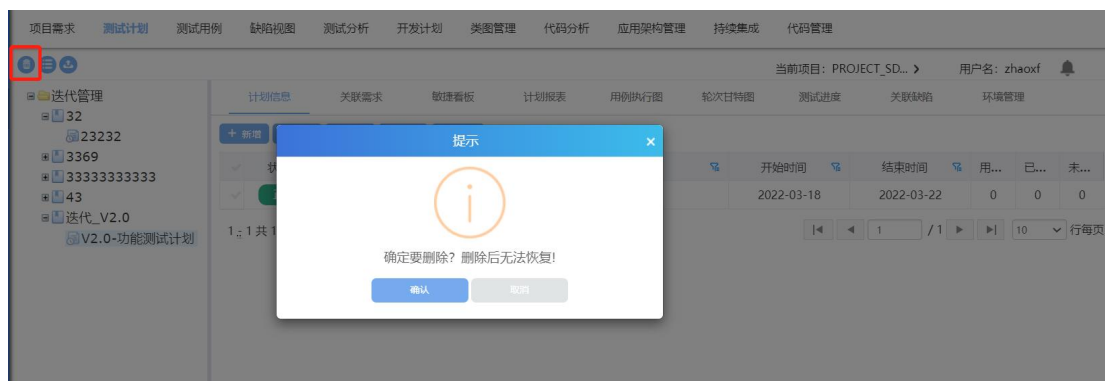 项目需求 测试计划 测试用例 缺陷视图 测试分析 开发计划 类图管理 代码分析 应用架构管理 持续集成 代码管理
当前项目: PROJECT_SD... 用户名: zhaoxf
迭代管理
32
23232
3369
33333333333
43
迭代_V2.0
V2.0-功能测试计划
计划信息 关联需求 敏捷看板 计划报表 用例执行图 轮次甘特图 测试进度 关联缺陷 环境管理
+ 新增
开始时间 结束时间 用... 已... 未...
2022-03-18 2022-03-22 0 0 0
1 / 1 10 行每页
提示
确定要删除? 删除后无法恢复!
确认 取消